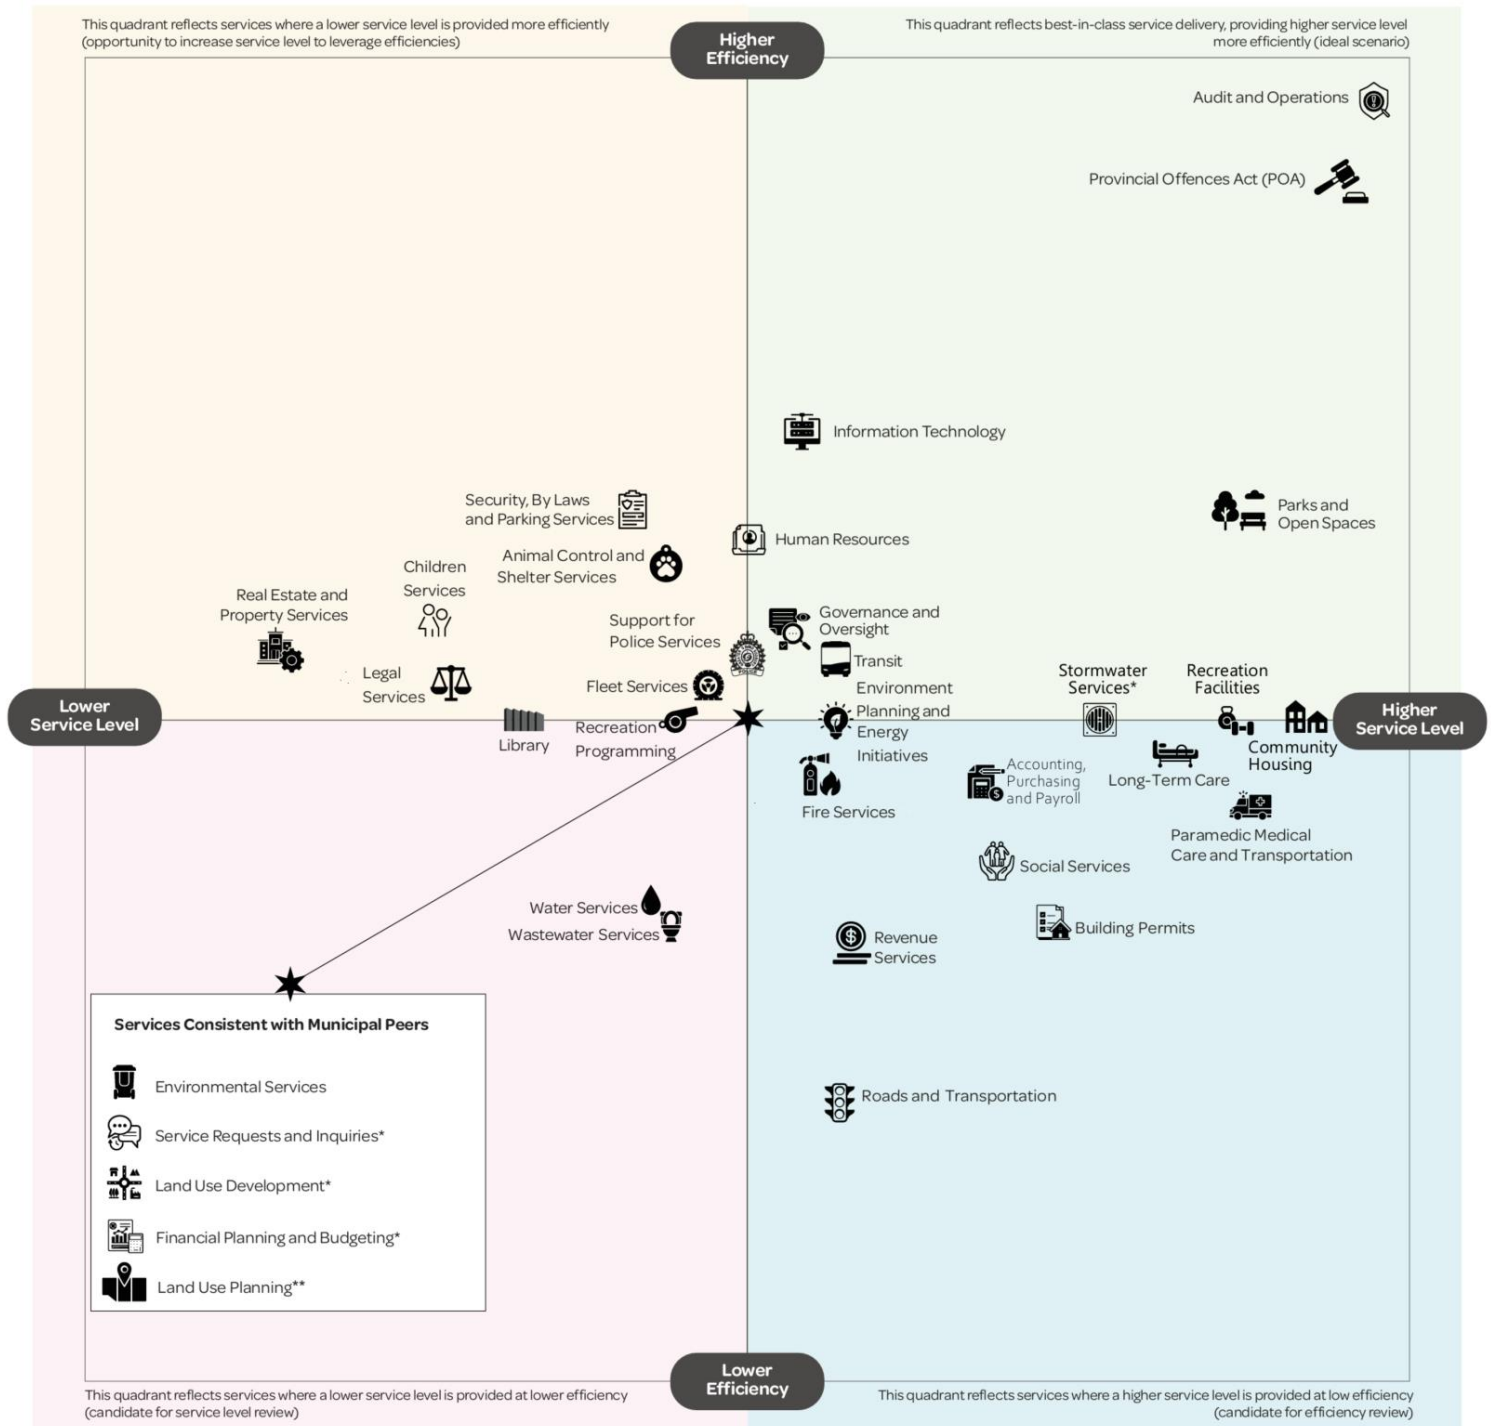 This quadrant reflects services where a lower service level is provided more efficiently
(opportunity to increase service level to leverage efficiencies)
Higher
Efficiency
This quadrant reflects best-in-class service delivery, providing higher service level
more efficiently (ideal scenario)
Audit and Operations
Provincial Offences Act (POA)
Information Technology
Security, By Laws
and Parking Services
Parks and
Open Spaces
Human Resources
Animal Control and
Shelter Services
Children
Services
Real Estate and
Property Services
Support for
Police Services
Governance and
Oversight
Transit
Legal
Services
Fleet Services
Stormwater
Services*
Recreation
Facilities
Lower
Service Level
Library
Recreation
Programming
Environment
Planning and
Energy
Initiatives
Higher
Service Level
Community
Housing
Long-Term Care
Accounting,
Purchasing
and Payroll
Fire Services
Paramedic Medical
Care and Transportation
Social Services
Water Services
Wastewater Services
Revenue
Services
Building Permits
Roads and Transportation
Services Consistent with Municipal Peers
Environmental Services
Service Requests and Inquiries*
Land Use Development*
Financial Planning and Budgeting*
Land Use Planning**
Lower
Efficiency
This quadrant reflects services where a lower service level is provided at lower efficiency
(candidate for service level review)
This quadrant reflects services where a higher service level is provided at low efficiency
(candidate for efficiency review)